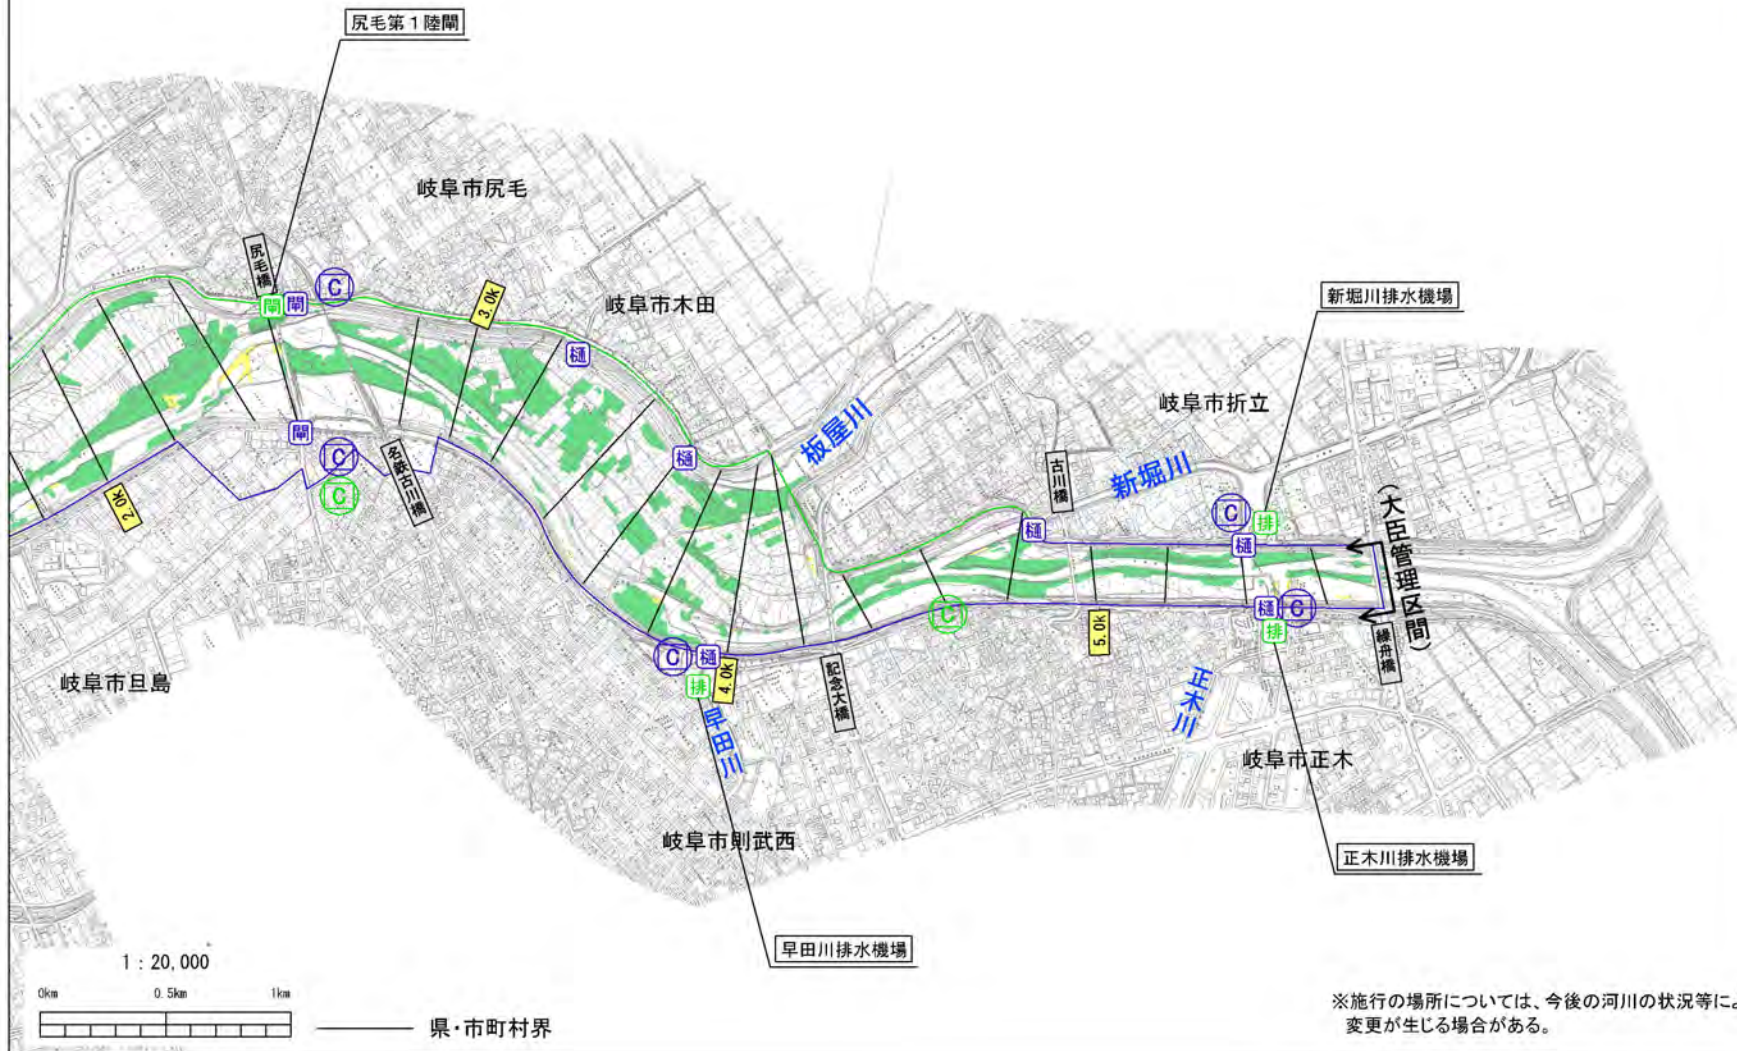 尻毛第1陸閘
岐阜市尻毛
尻毛橋
C
閘
閘
3.0k
岐阜市木田
樋
新堀川排水機場
岐阜市折立
板屋川
古川橋
新堀川
閘
C
C
名鉄古川橋
2.0k
樋
樋
C
排
樋
(大臣管理区間)
C
5.0k
樋
C
排
繰舟橋
岐阜市旦島
C
樋
排
4.0k
記念大橋
早田川
正木川
岐阜市正木
岐阜市則武西
正木川排水機場
早田川排水機場
1:20,000
0km
0.5km
1km
県・市町村界
※施行の場所については、今後の河川の状況等によ
変更が生じる場合がある。